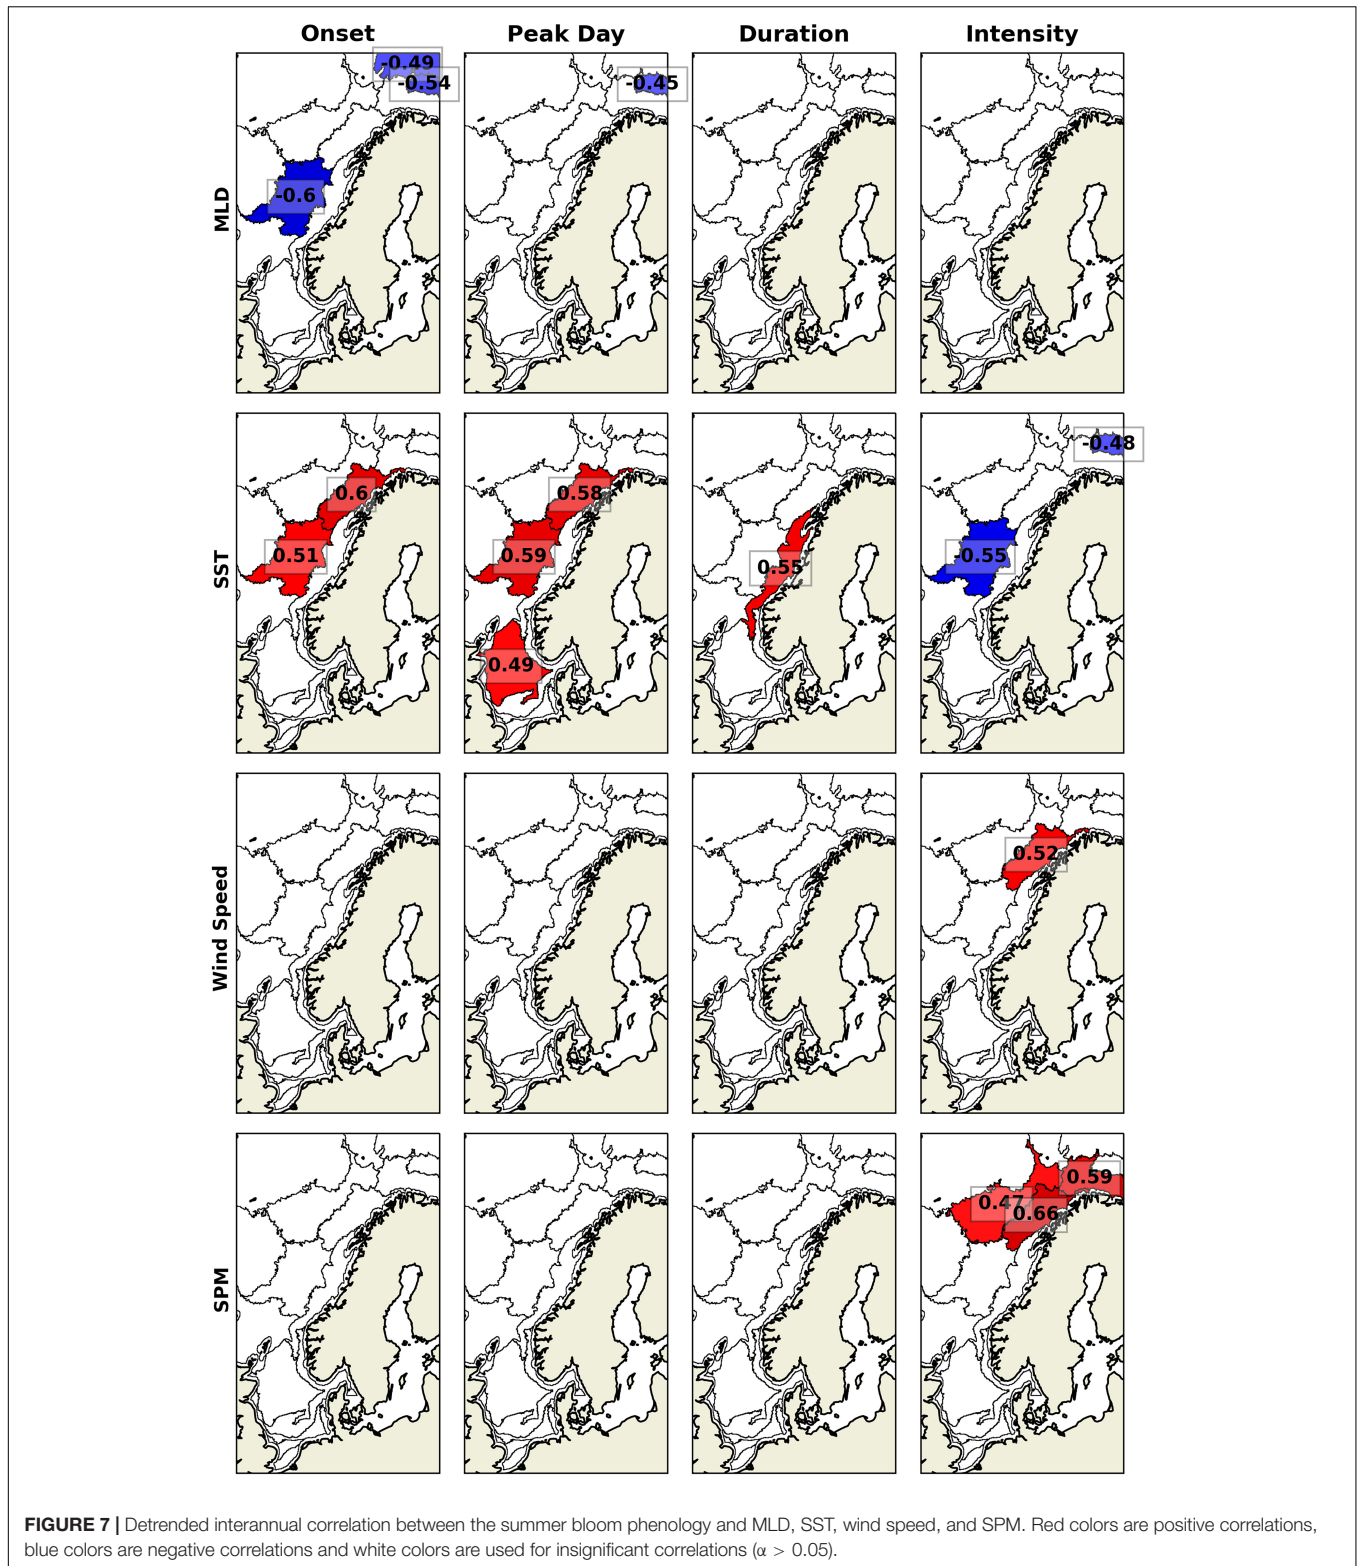 Onset Peak Day Duration Intensity
MLD
-0.49
-0.54
-0.6
-0.45
SST
0.6
0.51
0.58
0.59
0.49
0.55
-0.48
-0.55
Wind Speed
0.52
SPM
0.59
0.47
0.66
FIGURE 7 | Detrended interannual correlation between the summer bloom phenology and MLD, SST, wind speed, and SPM. Red colors are positive correlations,
blue colors are negative correlations and white colors are used for insignificant correlations (α > 0.05).